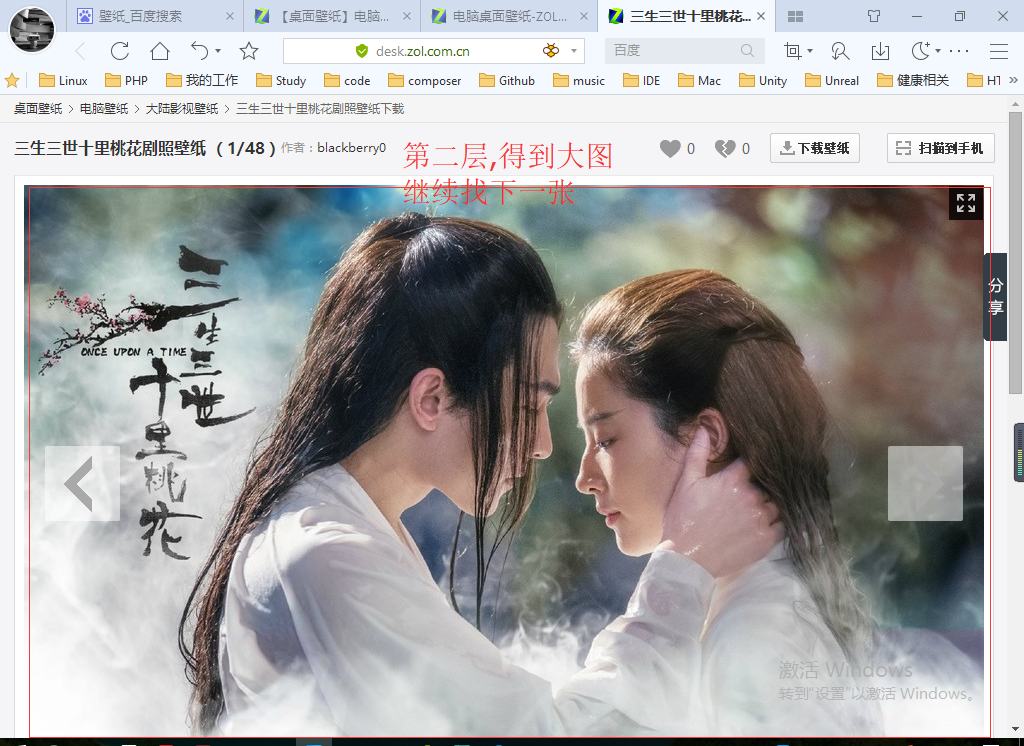 壁纸_百度搜索
【桌面壁纸】电脑...
电脑桌面壁纸-ZOL...
三生三世十里桃花...
desk.zol.com.cn
百度
Linux
PHP
我的工作
Study
code
composer
Github
music
IDE
Mac
Unity
Unreal
健康相关
HT
桌面壁纸 > 电脑壁纸 > 大陆影视壁纸 > 三生三世十里桃花剧照壁纸下载
三生三世十里桃花剧照壁纸 ( 1/48 ) 作者：blackberry0
0
0
下载壁纸
扫描到手机
第二层,得到大图
继续找下一张
分享
三生三世
十里桃花
ONCE UPON A TIME
激活 Windows
转到"设置"以激活 Windows。